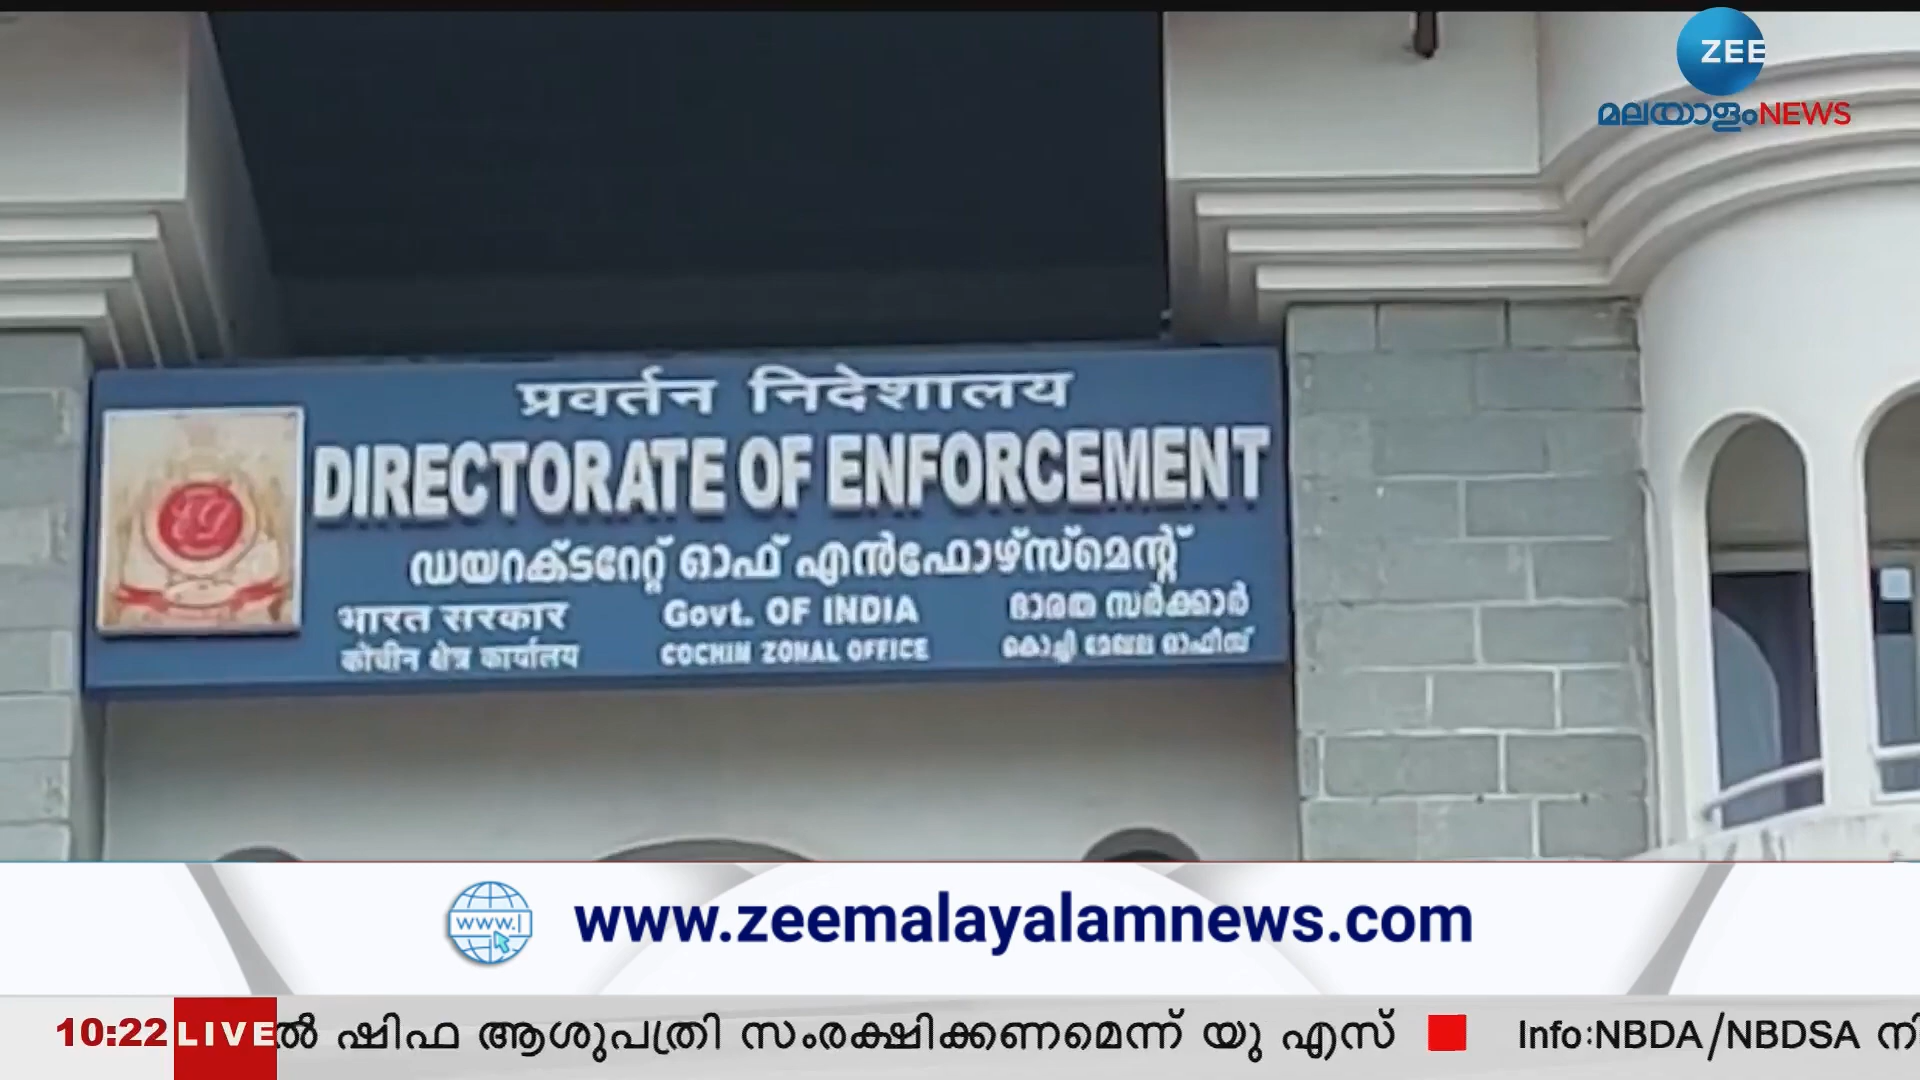 ZEE
മലയാളംNEWS
प्रवर्तन निदेशालय
DIRECTORATE OF ENFORCEMENT
ഡയറക്ടറേറ്റ് ഓഫ് എൻഫോഴ്സ്മെന്റ്
भारत सरकार Govt. OF INDIA ഭാരത സർക്കാർ
कोचीन क्षेत्र कार्यालय COCHIN ZONAL OFFICE കൊച്ചി മേഖല ഓഫീസ്
www.zeemalayalamnews.com
10:22 LIVE ൽ ഷിഫ ആശുപത്രി സംരക്ഷിക്കണമെന്ന് യു എസ് Info:NBDA/NBDSA നി